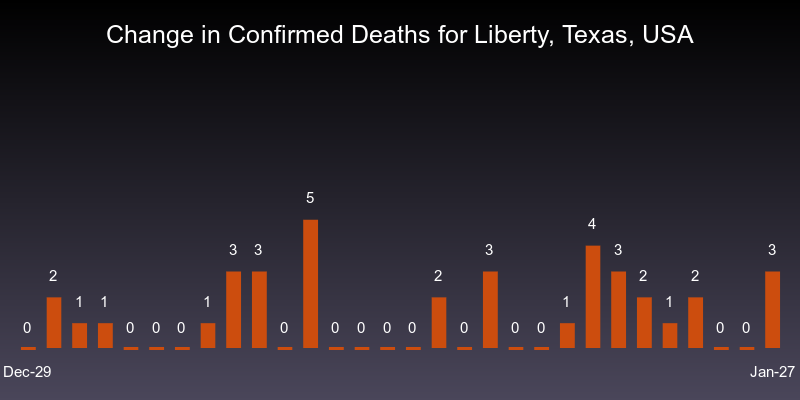 Change in Confirmed Deaths for Liberty, Texas, USA
0 2 1 1 0 0 0 1 3 3 0 5 0 0 0 0 2 0 3 0 0 1 4 3 2 1 2 0 0 3
Dec-29 Jan-27